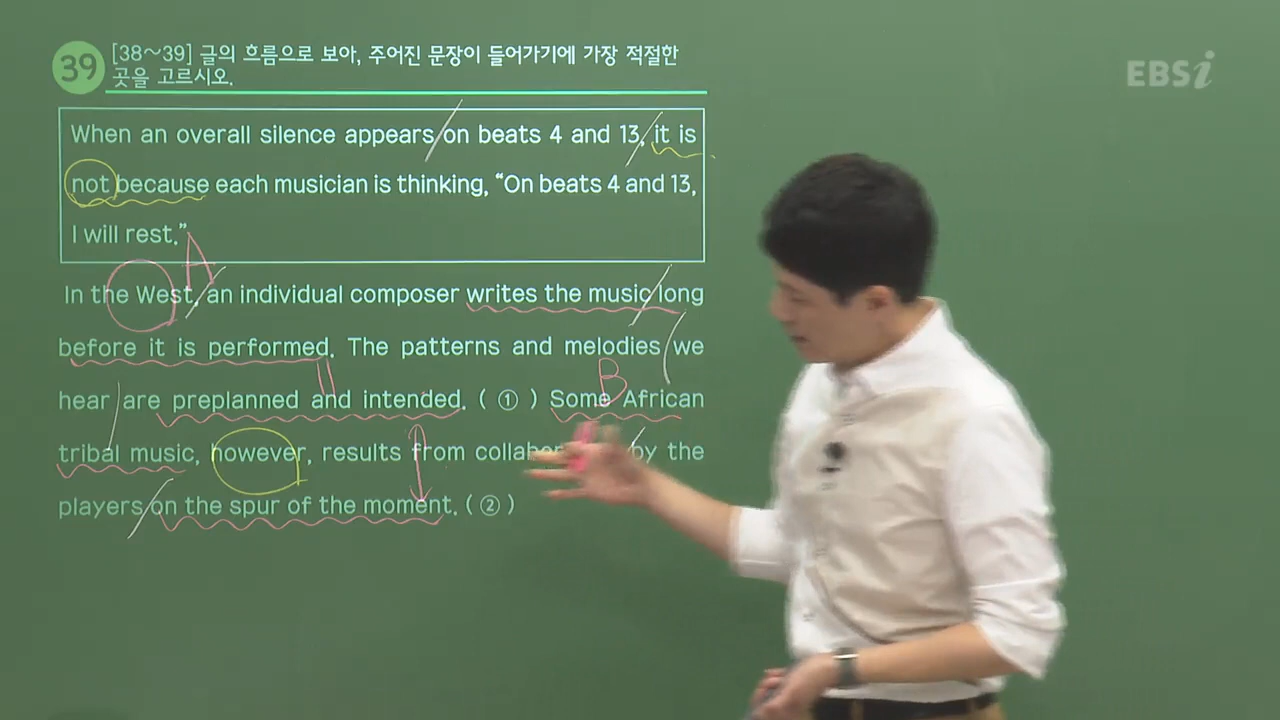 39
[38~39] 글의 흐름으로 보아, 주어진 문장이 들어가기에 가장 적절한
곳을 고르시오.
EBSi
When an overall silence appears on beats 4 and 13, it is
not because each musician is thinking, “On beats 4 and 13,
I will rest.”
A
In the West, an individual composer writes the music long
before it is performed. The patterns and melodies we
B
hear are preplanned and intended. ( ① ) Some African
tribal music, however, results from by the
players on the spur of the moment. ( ② )